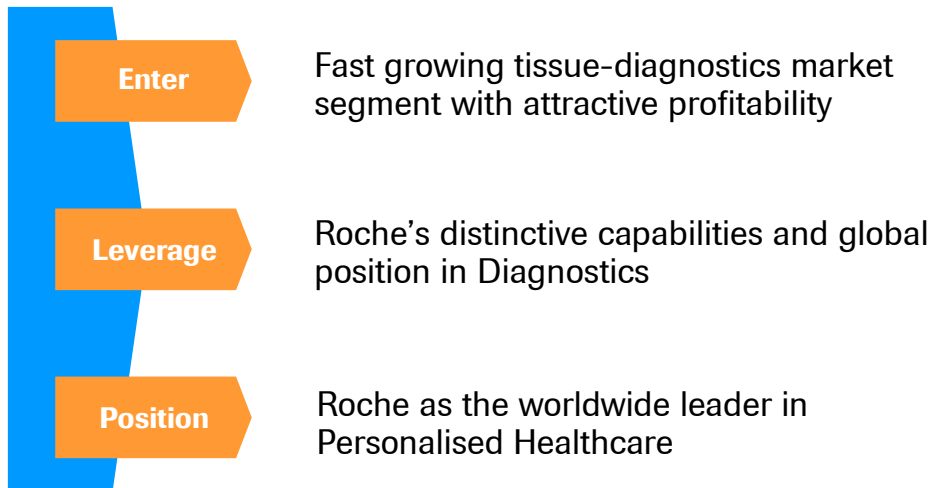 Enter
Fast growing tissue-diagnostics market
segment with attractive profitability
Leverage
Roche's distinctive capabilities and global
position in Diagnostics
Position
Roche as the worldwide leader in
Personalised Healthcare